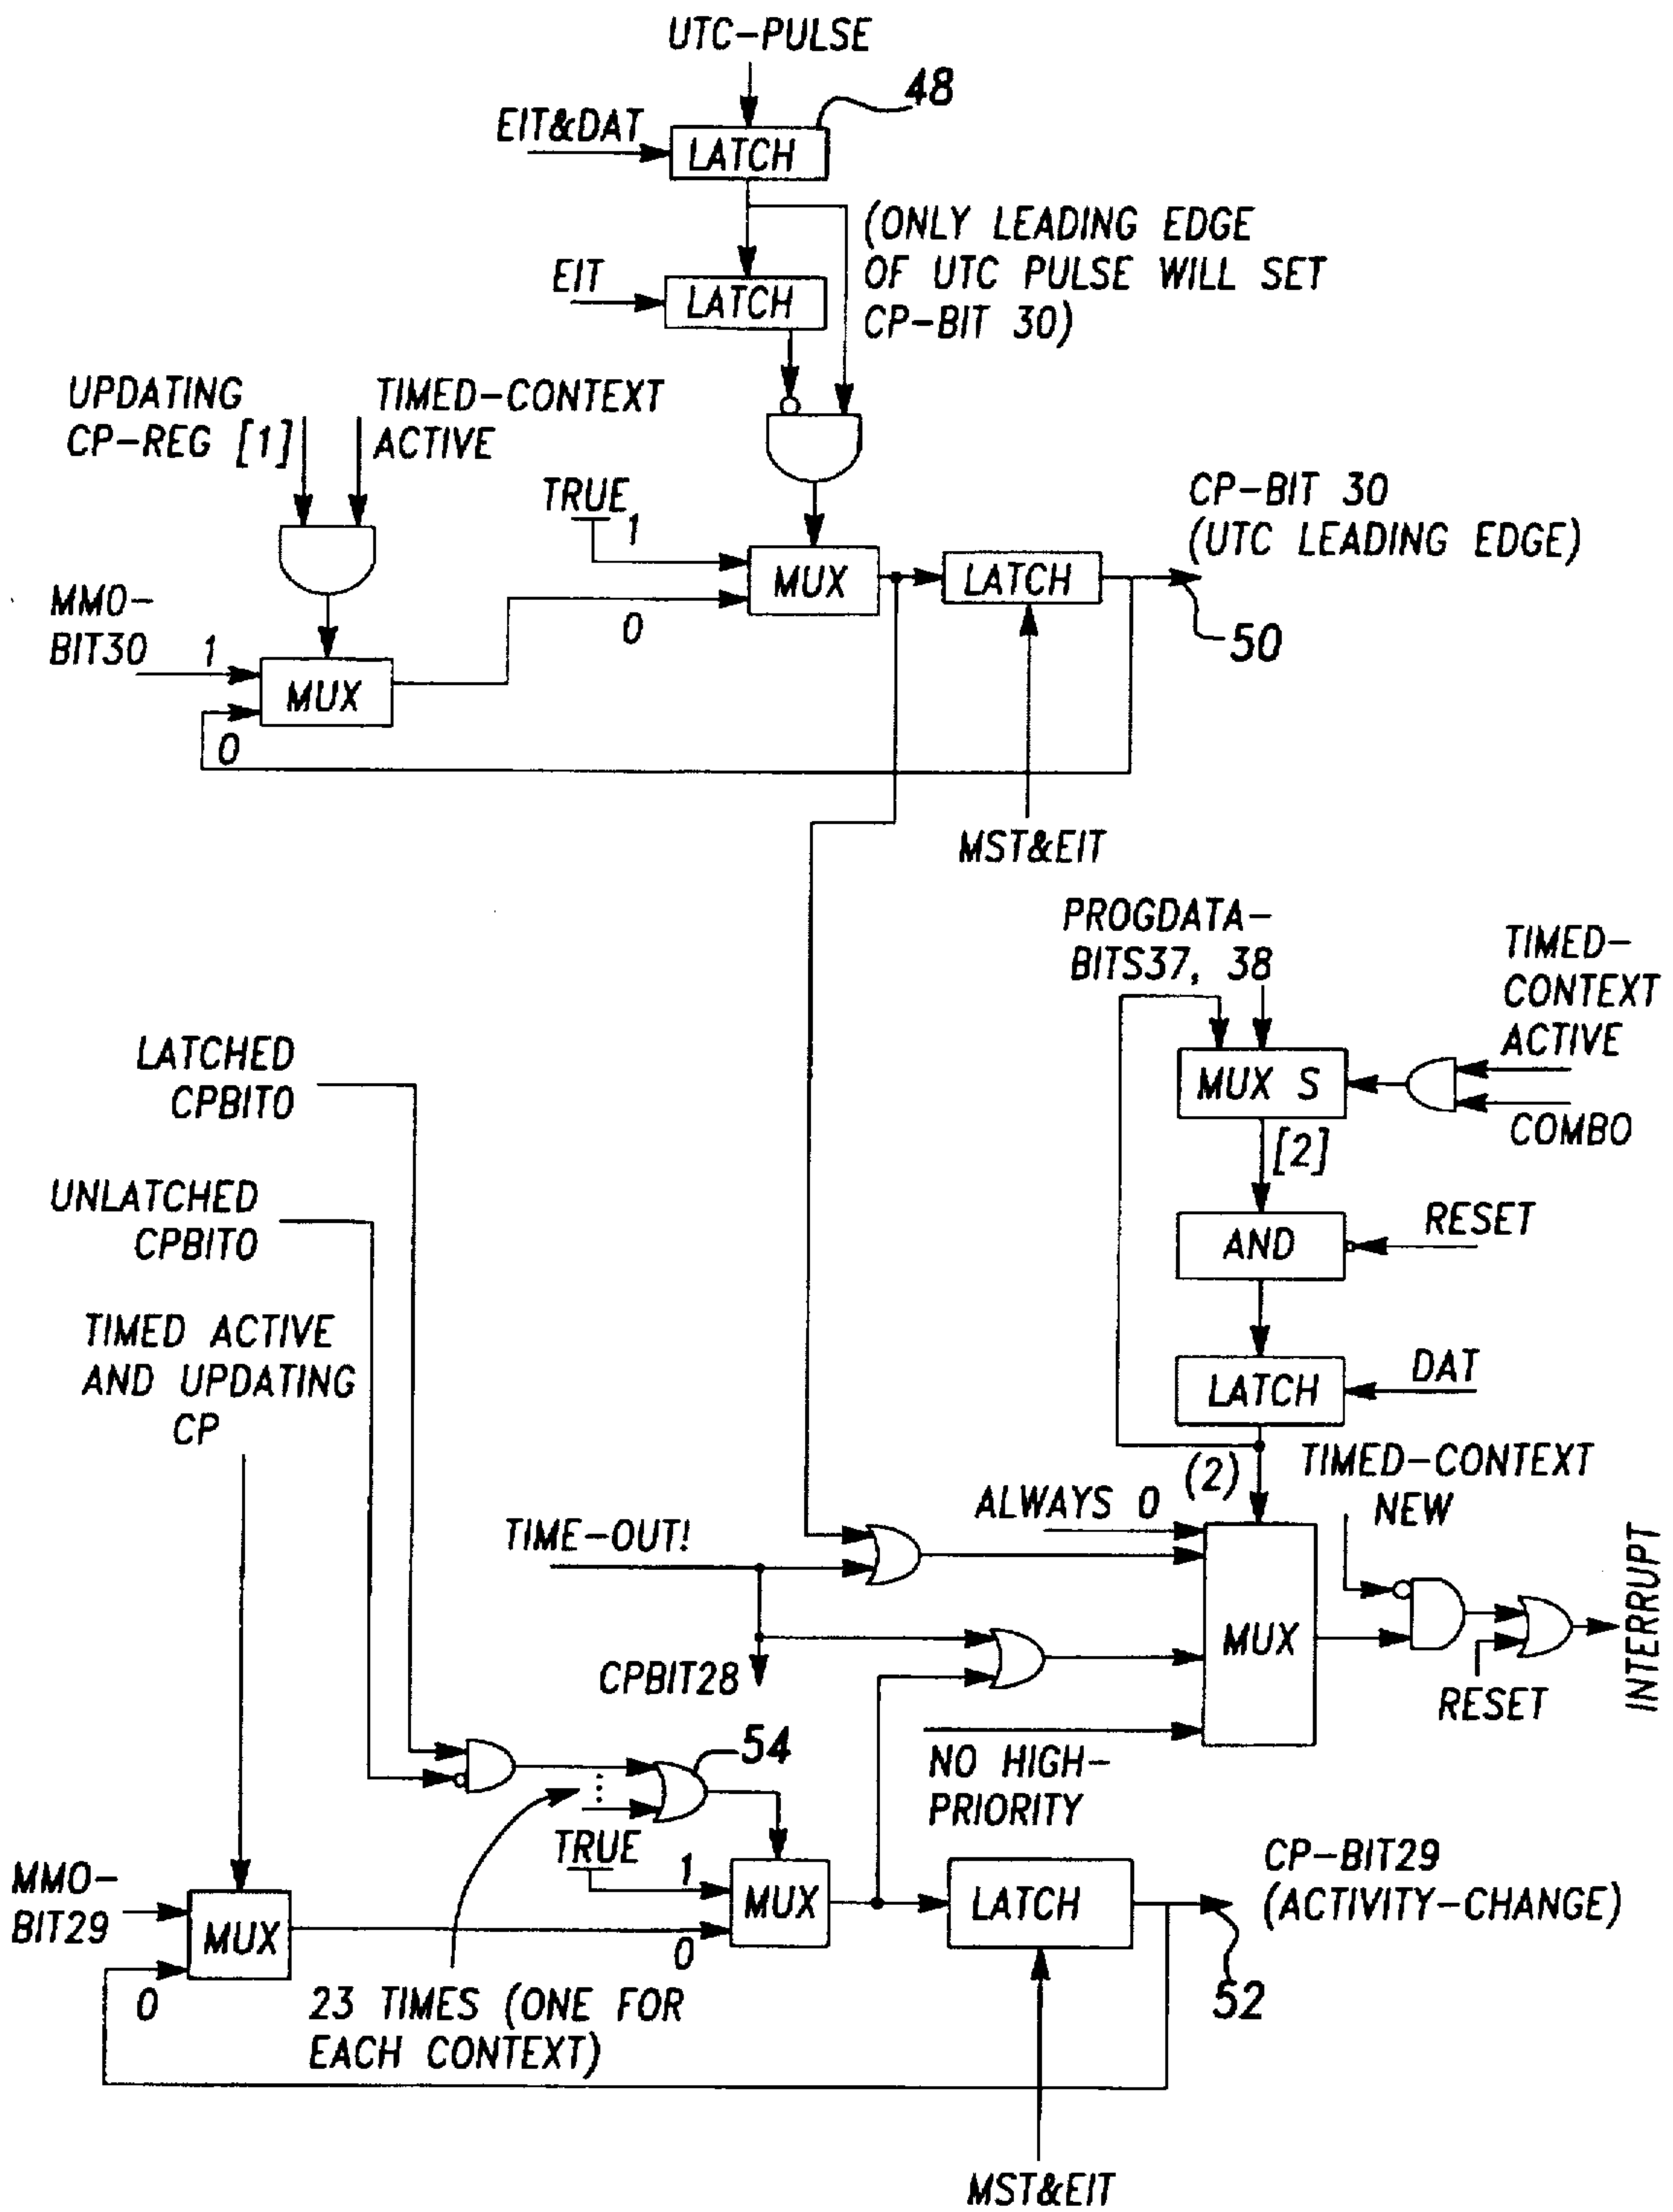 UTC-PULSE
48
EIT&DAT
LATCH
(ONLY LEADING EDGE
OF UTC PULSE WILL SET
CP-BIT 30)
EIT
LATCH
UPDATING
CP-REG [1]
TIMED-CONTEXT
ACTIVE
TRUE
1
MUX
0
LATCH
CP-BIT 30
(UTC LEADING EDGE)
50
MMO-
BIT30
1
MUX
0
MST&EIT
PROGDATA-
BITS37, 38
TIMED-
CONTEXT
ACTIVE
MUX S
COMBO
[2]
AND
RESET
LATCH
DAT
(2)
LATCHED
CPBIT0
UNLATCHED
CPBIT0
TIMED ACTIVE
AND UPDATING
CP
TIMED-CONTEXT
NEW
ALWAYS 0
TIME-OUT!
MUX
INTERRUPT
CPBIT28
RESET
NO HIGH-
PRIORITY
54
TRUE
1
MUX
0
LATCH
CP-BIT29
(ACTIVITY-CHANGE)
52
MMO-
BIT29
MUX
0
23 TIMES (ONE FOR
EACH CONTEXT)
MST&EIT